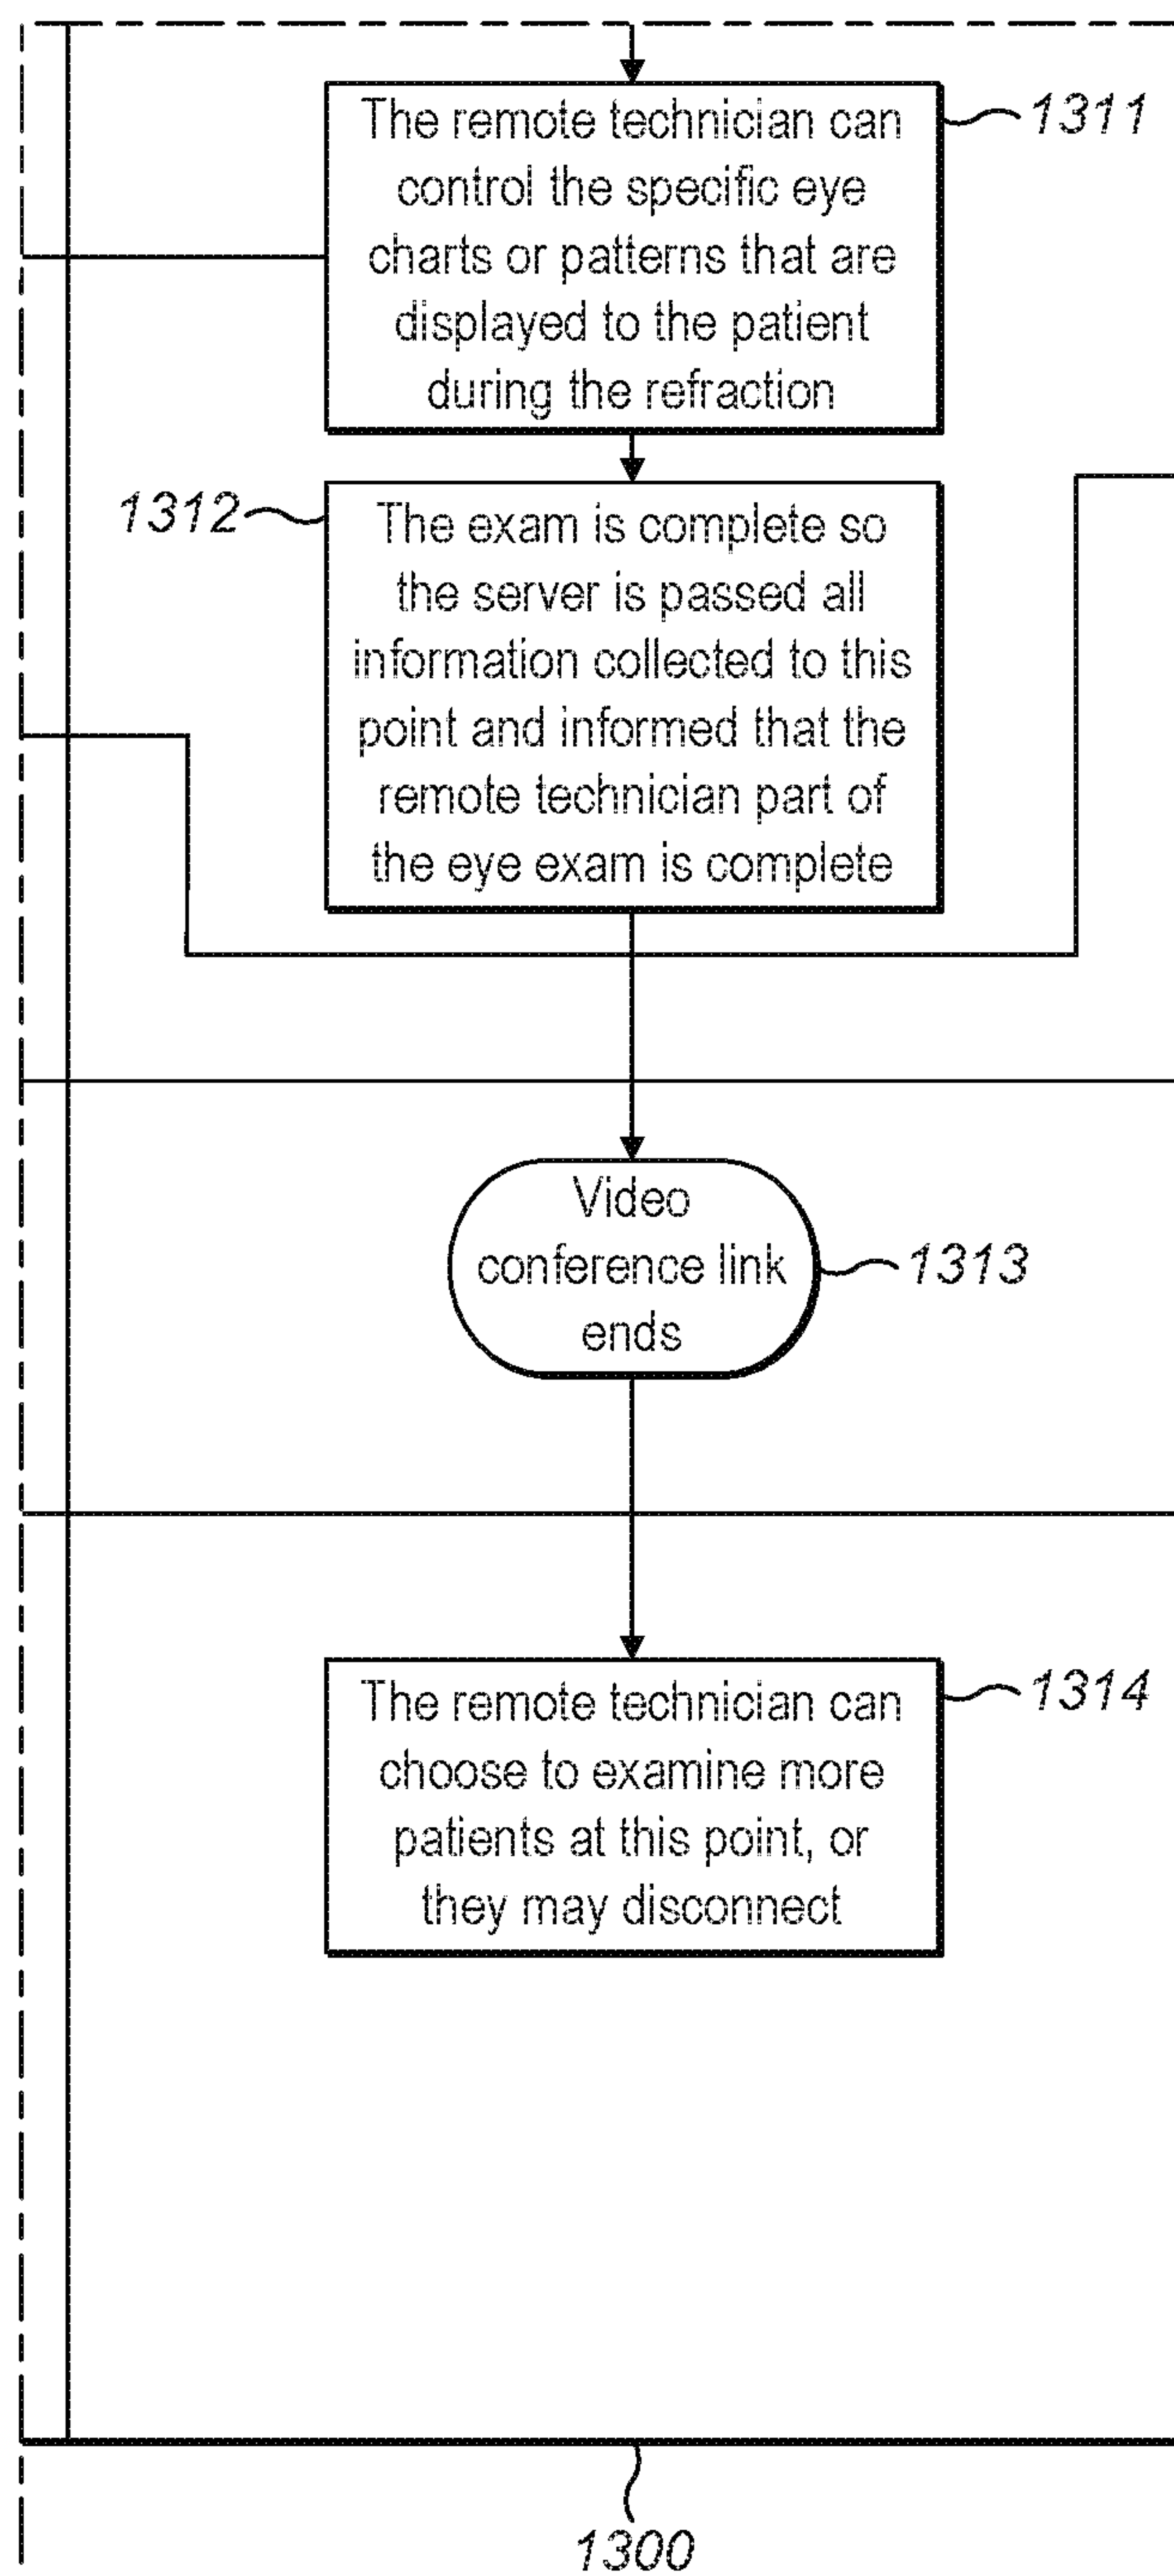 The remote technician can
control the specific eye
charts or patterns that are
displayed to the patient
during the refraction
1311
1312
The exam is complete so
the server is passed all
information collected to this
point and informed that the
remote technician part of
the eye exam is complete
Video
conference link
ends
1313
The remote technician can
choose to examine more
patients at this point, or
they may disconnect
1314
1300